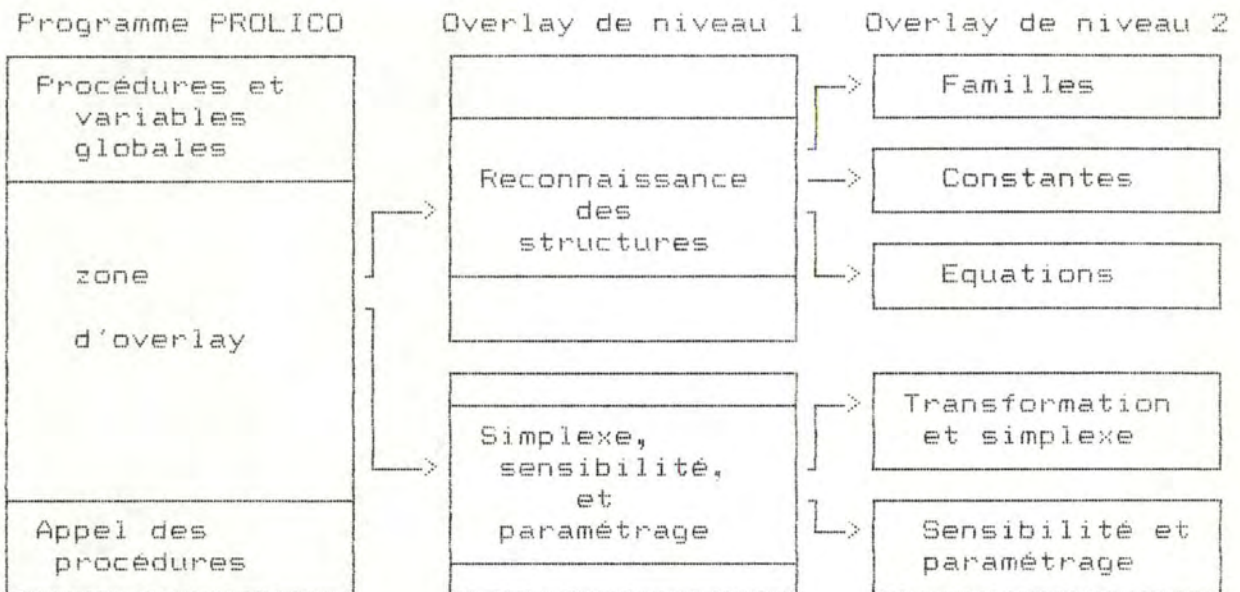 Programme PROLICO
Overlay de niveau 1
Overlay de niveau 2
Procédures et
variables
globales
zone
d'overlay
Appel des
procédures
Reconnaissance
des
structures
Simplexe,
sensibilité,
et
paramétrage
Familles
Constantes
Equations
Transformation
et simplexe
Sensibilité et
paramétrage